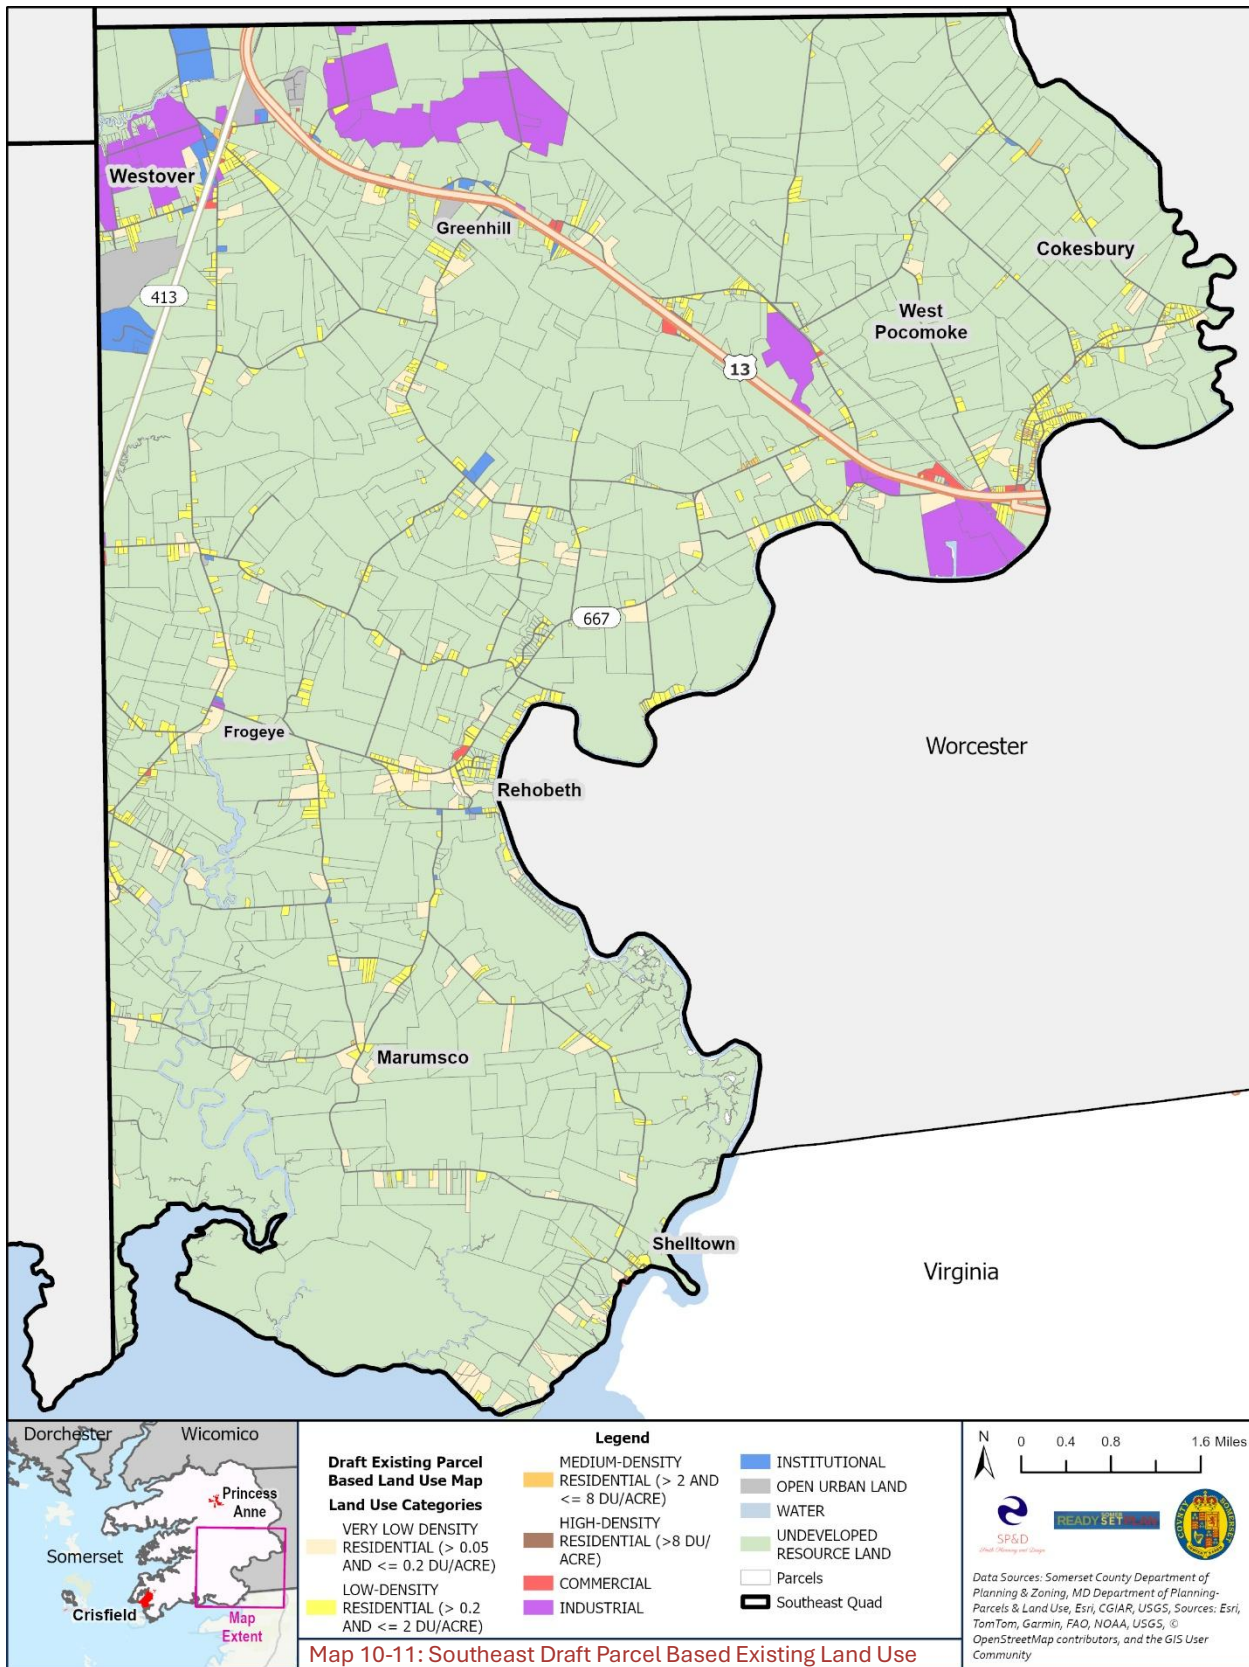 Westover
Greenhill
Cokesbury
413
West
Pocomoke
13
667
Frogeye
Worcester
Rehobeth
Marumsco
Shelltown
Virginia
Dorchester
Wicomico
Princess
Anne
Somerset
Crisfield
Map
Extent
Legend
Draft Existing Parcel
Based Land Use Map
Land Use Categories
VERY LOW DENSITY
RESIDENTIAL (> 0.05
AND <= 0.2 DU/ACRE)
LOW-DENSITY
RESIDENTIAL (> 0.2
AND <= 2 DU/ACRE)
MEDIUM-DENSITY
RESIDENTIAL (> 2 AND
<= 8 DU/ACRE)
HIGH-DENSITY
RESIDENTIAL (>8 DU/
ACRE)
COMMERCIAL
INDUSTRIAL
INSTITUTIONAL
OPEN URBAN LAND
WATER
UNDEVELOPED
RESOURCE LAND
Parcels
Southeast Quad
Map 10-11: Southeast Draft Parcel Based Existing Land Use
N
0 0.4 0.8 1.6 Miles
SP&D
READY SET
Data Sources: Somerset County Department of
Planning & Zoning, MD Department of Planning-
Parcels & Land Use, Esri, CGIAR, USGS, Sources: Esri,
TomTom, Garmin, FAO, NOAA, USGS, ©
OpenStreetMap contributors, and the GIS User
Community